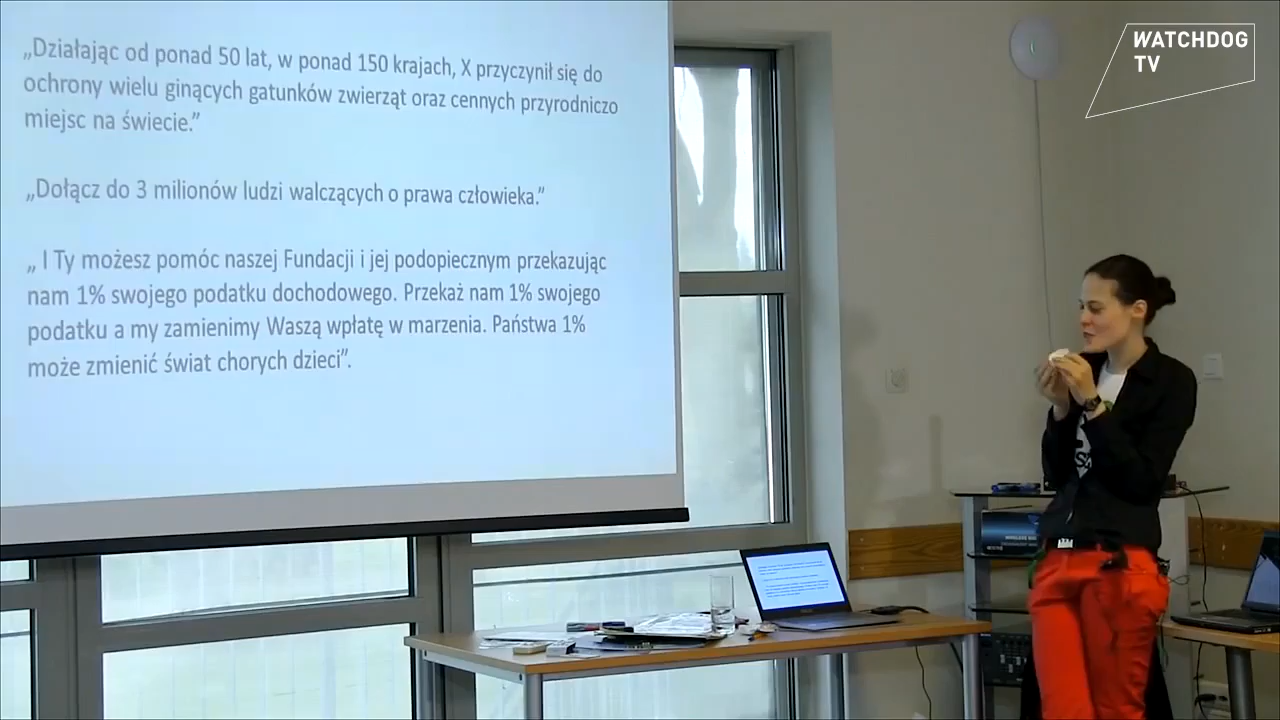 „Działając od ponad 50 lat, w ponad 150 krajach, X przyczynił się do
ochrony wielu ginących gatunków zwierząt oraz cennych przyrodniczo
miejsc na świecie.”
„Dołącz do 3 milionów ludzi walczących o prawa człowieka.”
„ I Ty możesz pomóc naszej Fundacji i jej podopiecznym przekazując
nam 1% swojego podatku dochodowego. Przekaż nam 1% swojego
podatku a my zamienimy Waszą wpłatę w marzenia. Państwa 1%
może zmienić świat chorych dzieci”.
WATCHDOG
TV